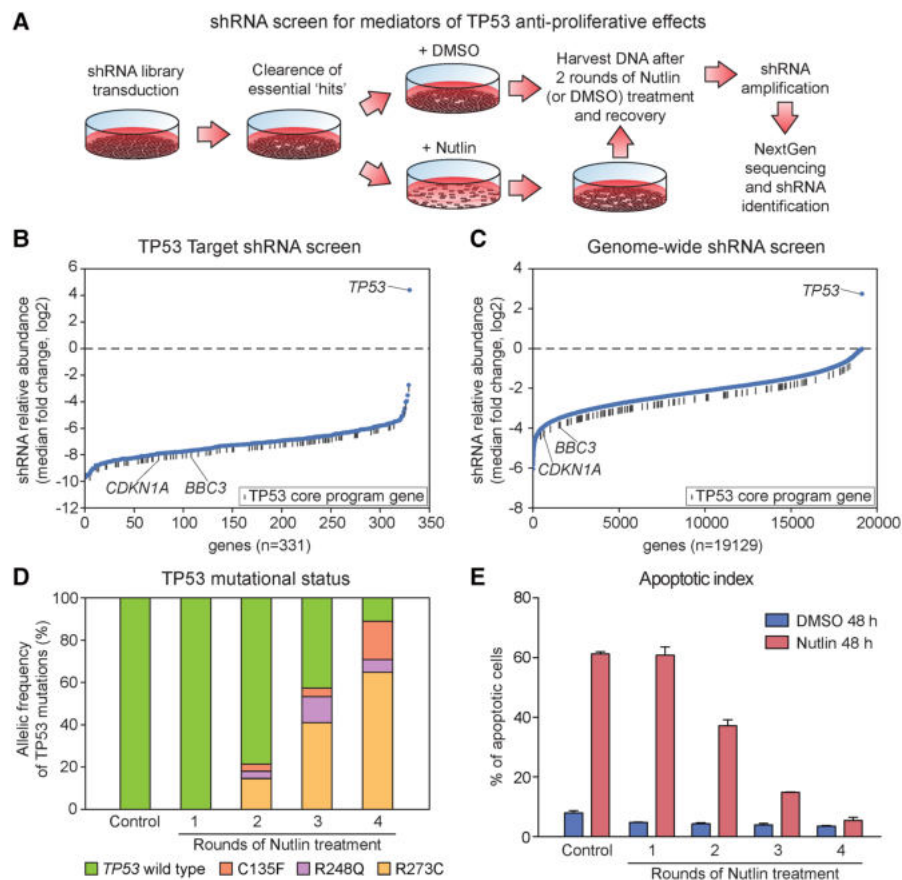 A
shRNA screen for mediators of TP53 anti-proliferative effects
shRNA library
transduction
Clearence of
essential 'hits'
+ DMSO
+ Nutlin
Harvest DNA after
2 rounds of Nutlin
(or DMSO) treatment
and recovery
shRNA
amplification
NextGen
sequencing
and shRNA
identification
B
TP53 Target shRNA screen
shRNA relative abundance
(median fold change, log2)
6
4
2
0
-2
-4
-6
-8
-10
-12
TP53
CDKN1A
BBC3
TP53 core program gene
0
50
100
150
200
250
300
350
genes (n=331)
C
Genome-wide shRNA screen
shRNA relative abundance
(median fold change, log2)
4
2
0
-2
-4
-6
-8
TP53
BBC3
CDKN1A
TP53 core program gene
0
5000
10000
15000
20000
genes (n=19129)
D
TP53 mutational status
Allelic frequency
of TP53 mutations (%)
100
80
60
40
20
0
Control
1
2
3
4
Rounds of Nutlin treatment
TP53 wild type
C135F
R248Q
R273C
E
Apoptotic index
% of apoptotic cells
80
60
40
20
0
DMSO 48 h
Nutlin 48 h
Control
1
2
3
4
Rounds of Nutlin treatment